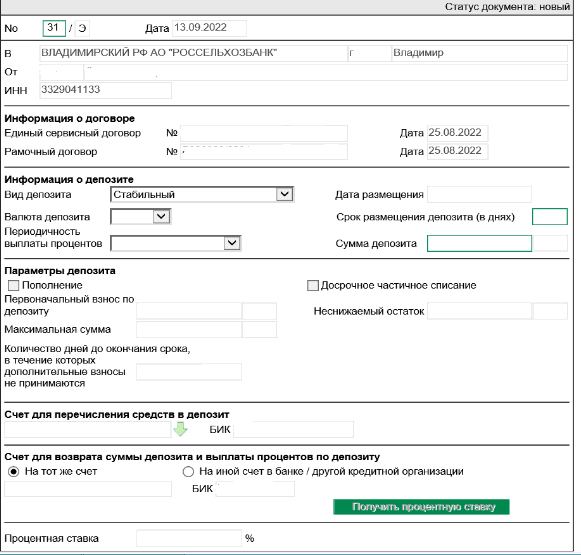 Статус документа: новый
No 31 / Э Дата 13.09.2022
В ВЛАДИМИРСКИЙ РФ АО "РОССЕЛЬХОЗБАНК" г Владимир
От
ИНН 3329041133
Информация о договоре
Единый сервисный договор № Дата 25.08.2022
Рамочный договор № Дата 25.08.2022
Информация о депозите
Вид депозита Стабильный Дата размещения
Валюта депозита Срок размещения депозита (в днях)
Периодичность
выплаты процентов Сумма депозита
Параметры депозита
Пополнение Досрочное частичное списание
Первоначальный взнос по
депозиту Неснижаемый остаток
Максимальная сумма
Количество дней до окончания срока,
в течение которых
дополнительные взносы
не принимаются
Счет для перечисления средств в депозит
БИК
Счет для возврата суммы депозита и выплаты процентов по депозиту
На тот же счет На иной счет в банке / другой кредитной организации
БИК
Получить процентную ставку
Процентная ставка %